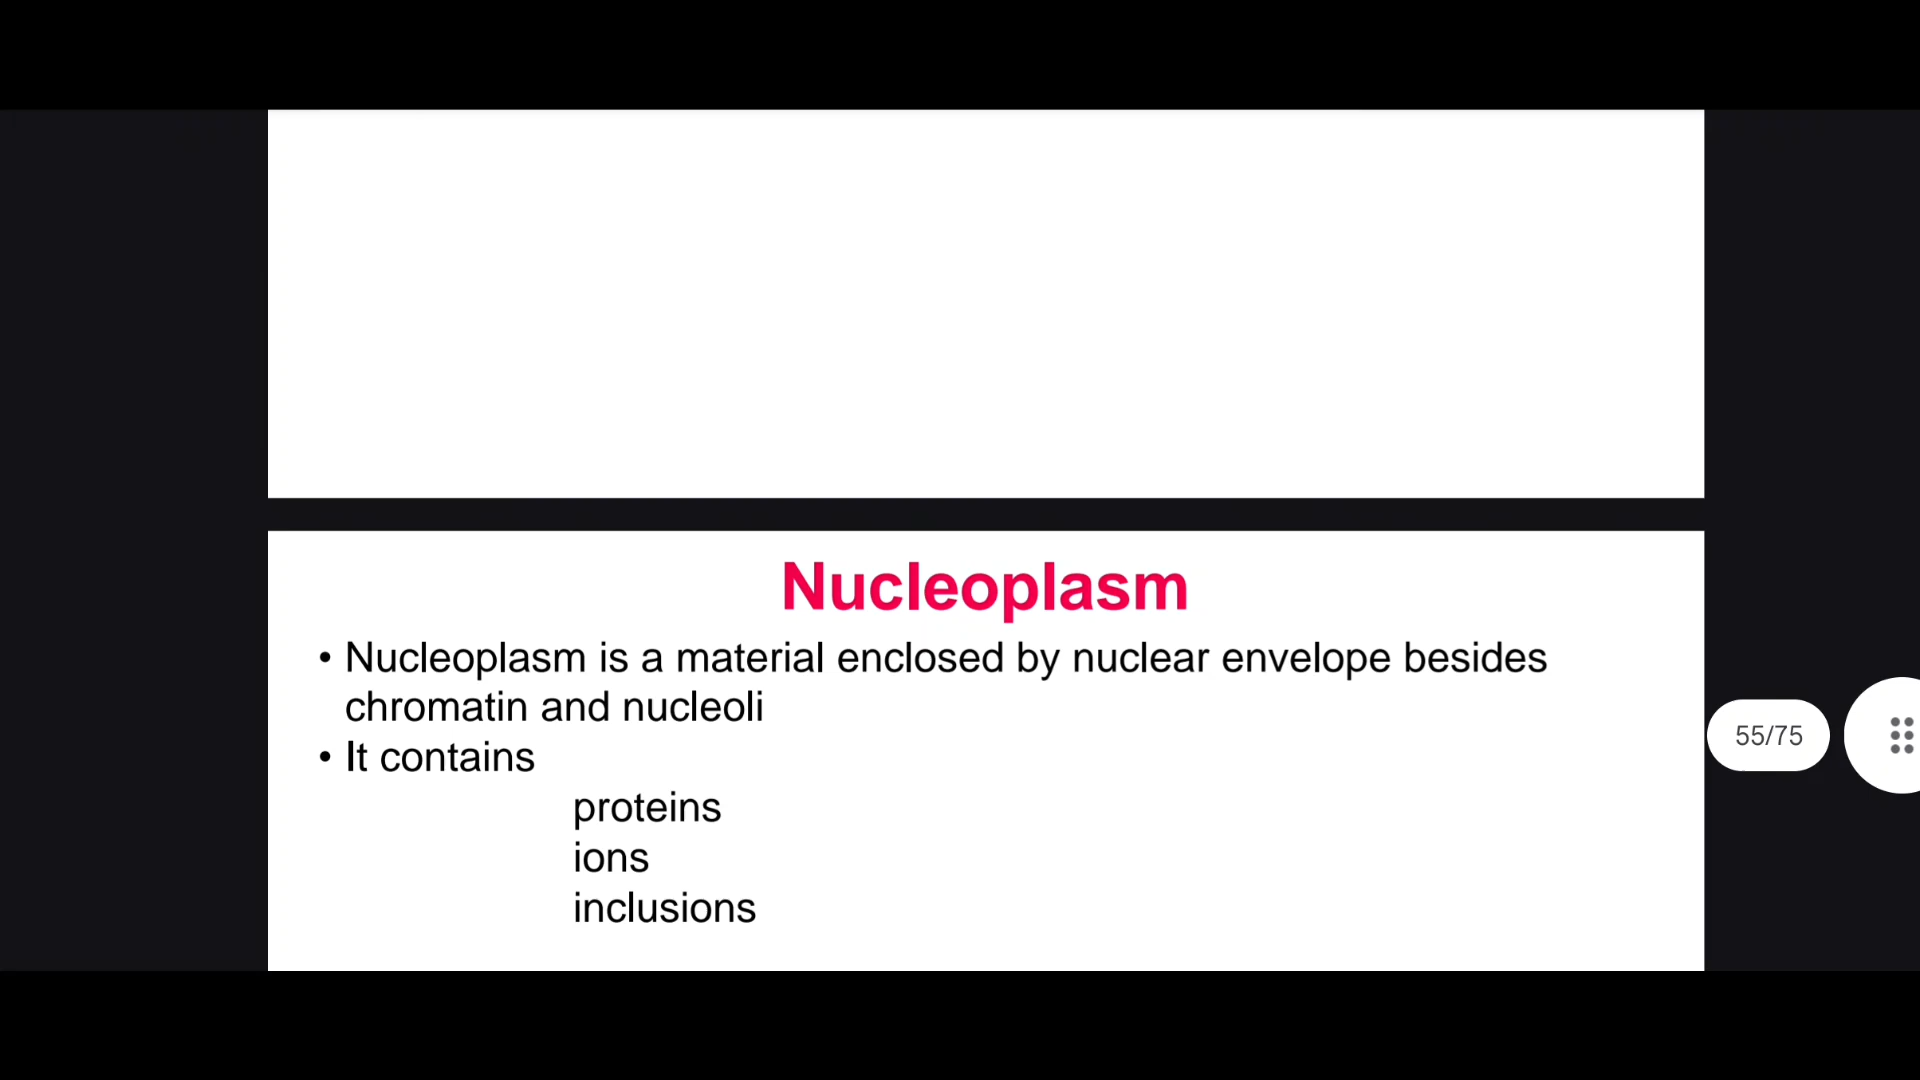 Nucleoplasm
• Nucleoplasm is a material enclosed by nuclear envelope besides
chromatin and nucleoli
• It contains
proteins
ions
inclusions
55/75